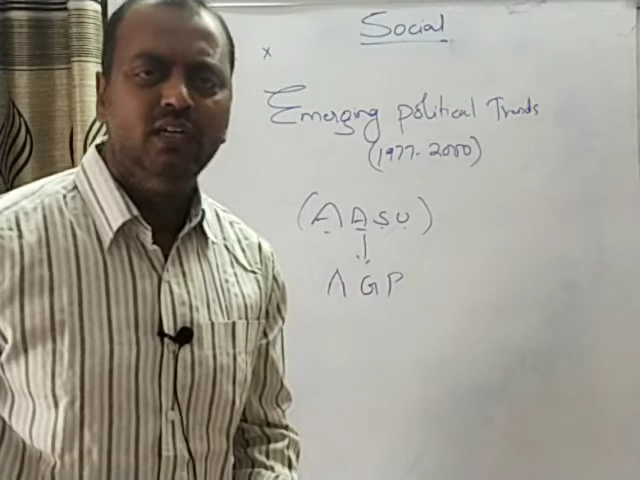 Social
x
Emerging Political Trends
(1977-2000)
(AASU)
AGP